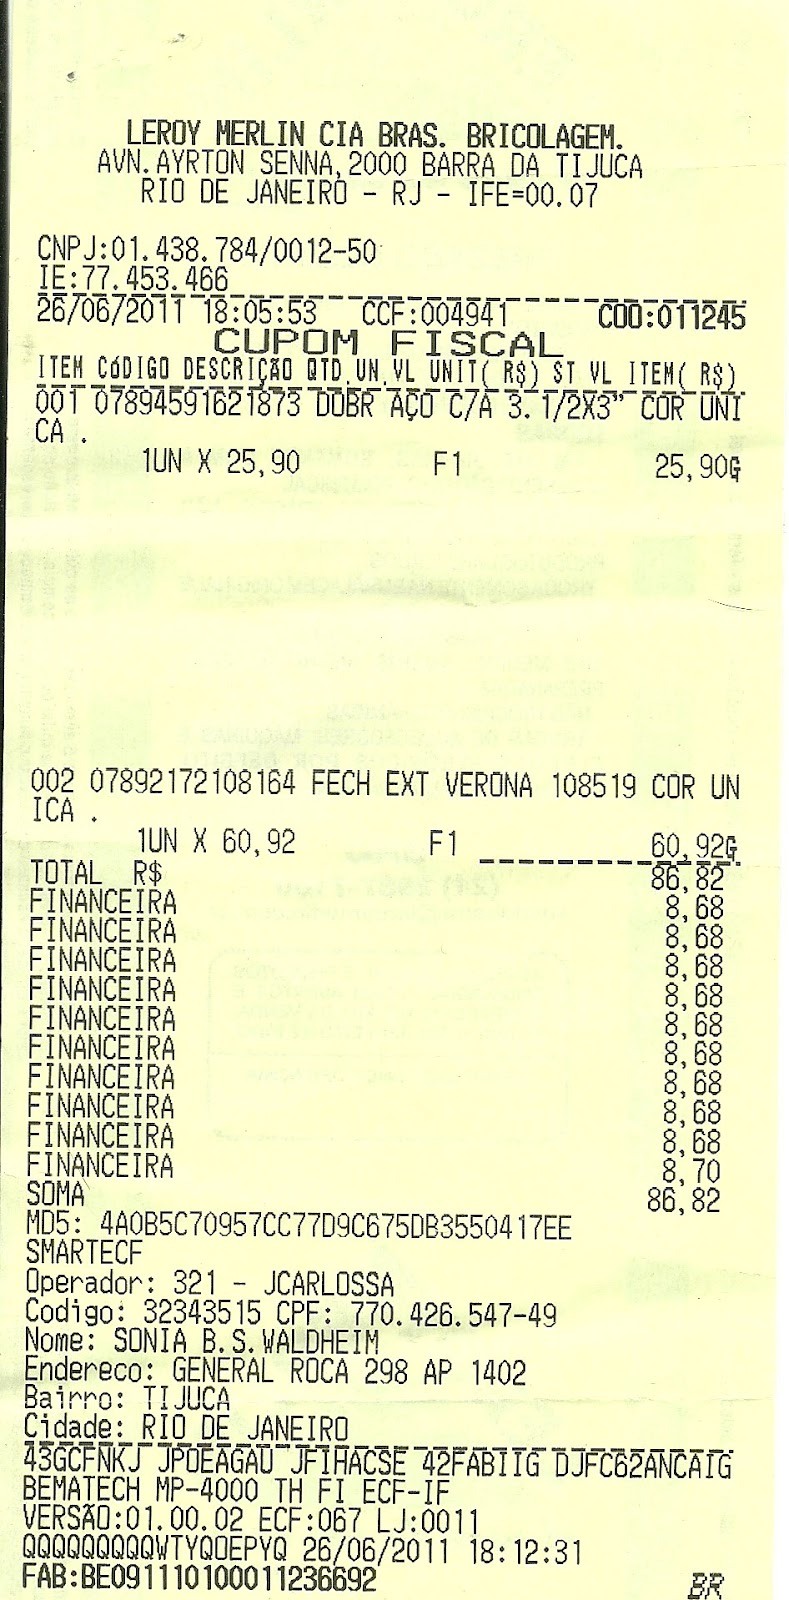 LEROY MERLIN CIA BRAS. BRICOLAGEM.
AVN.AYRTON SENNA,2000 BARRA DA TIJUCA
RIO DE JANEIRO - RJ - IFE=00.07
CNPJ:01.438.784/0012-50
IE:77.453.466
26/06/2011 18:05:53 CCF:004941 COO:011245
CUPOM FISCAL
ITEM CÓDIGO DESCRIÇÃO QTD.UN.VL UNIT( R$) ST VL ITEM( R$)
001 07894591621873 DOBR AÇO C/A 3.1/2X3" COR UNI
CA .
1UN X 25,90 F1 25,90G
002 07892172108164 FECH EXT VERONA 108519 COR UN
ICA .
1UN X 60,92 F1 60,92G
TOTAL R$ 86,82
FINANCEIRA 8,68
FINANCEIRA 8,68
FINANCEIRA 8,68
FINANCEIRA 8,68
FINANCEIRA 8,68
FINANCEIRA 8,68
FINANCEIRA 8,68
FINANCEIRA 8,68
FINANCEIRA 8,68
FINANCEIRA 8,70
SOMA 86,82
MD5: 4A0B5C70957CC77D9C675DB3550417EE
SMARTECF
Operador: 321 - JCARLOSSA
Codigo: 32343515 CPF: 770.426.547-49
Nome: SONIA B.S.WALDHEIM
Endereco: GENERAL ROCA 298 AP 1402
Bairro: TIJUCA
Cidade: RIO DE JANEIRO
43GCFNKJ JPOEAGAU JFIHACSE 42FABIIG DJFC62ANCAIG
BEMATECH MP-4000 TH FI ECF-IF
VERSÃO:01.00.02 ECF:067 LJ:0011
QQQQQQQQQWTYQOEPYQ 26/06/2011 18:12:31
FAB:BE091110100011236692 BR